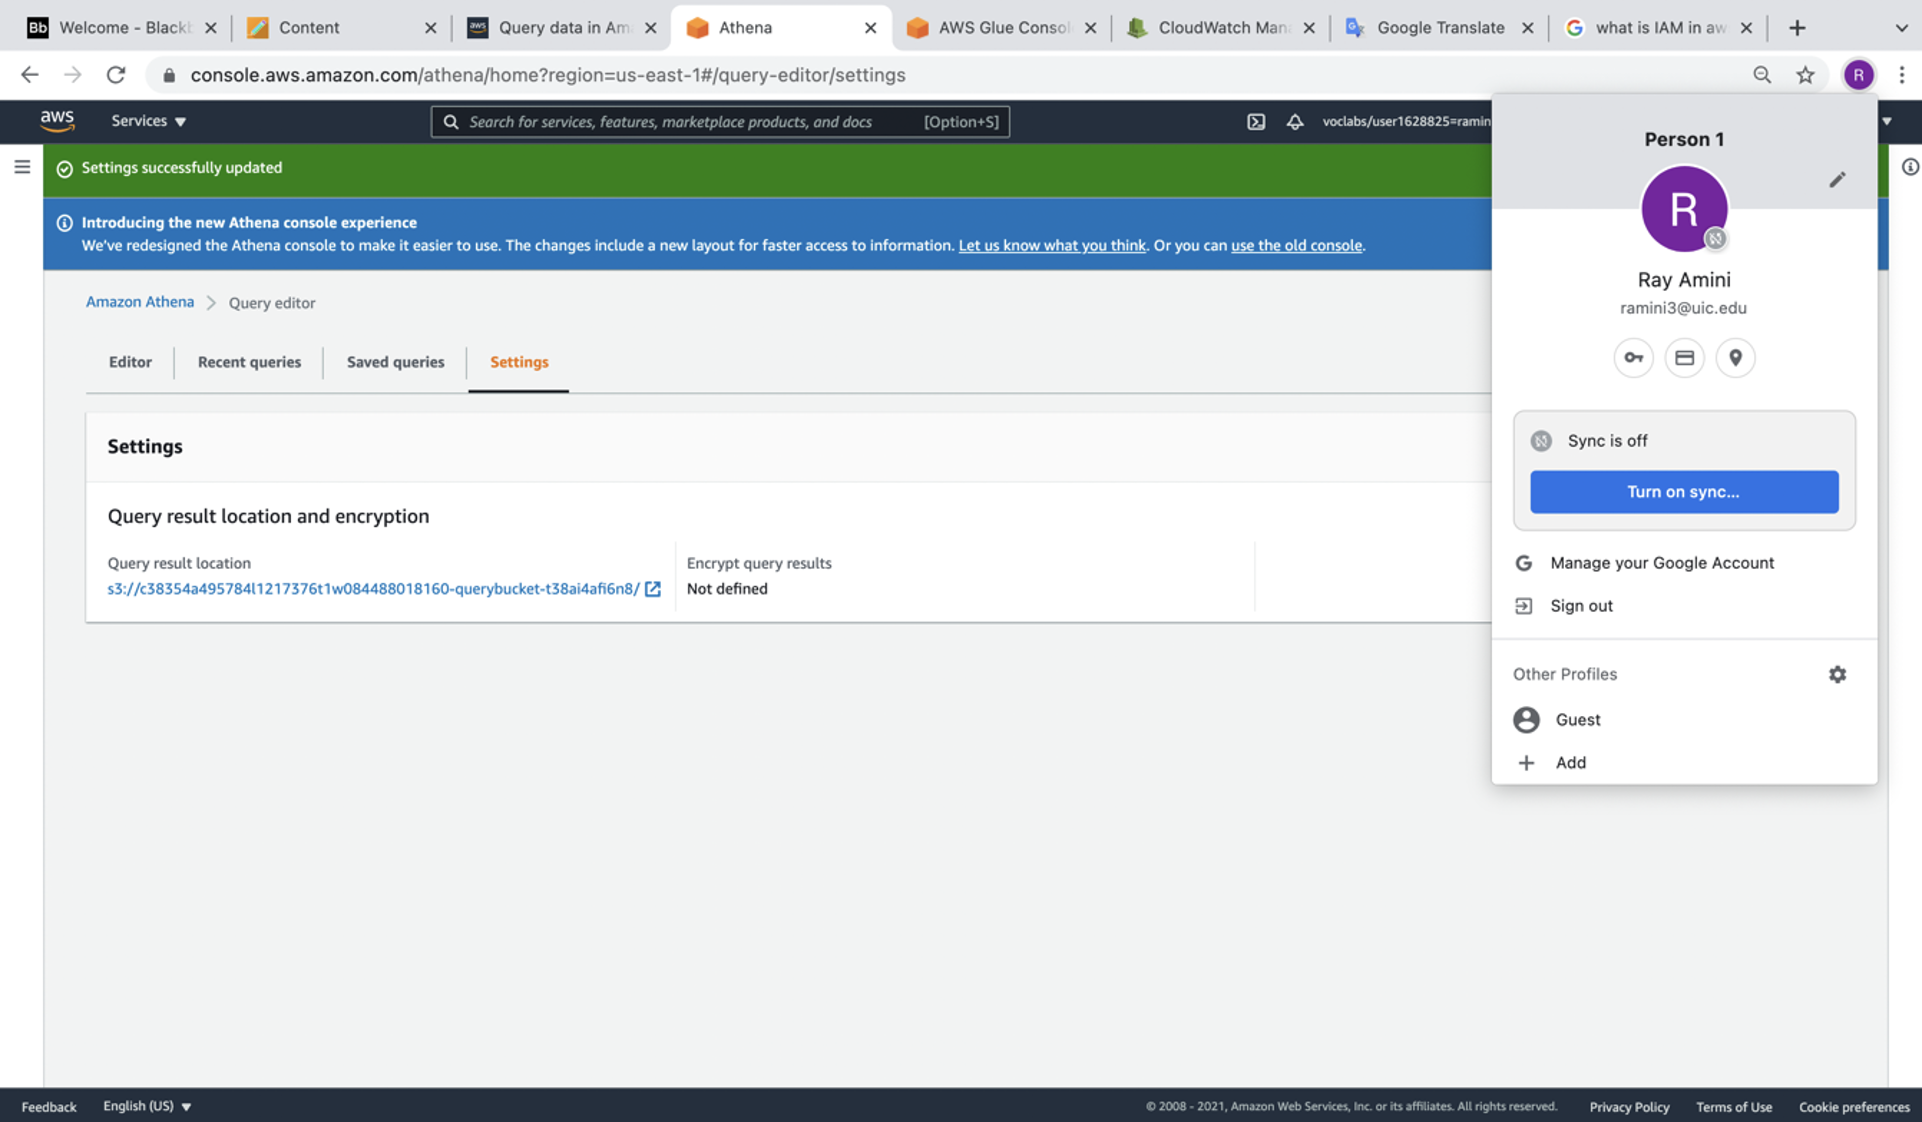 Bb Welcome - Blackb
Content
aws Query data in Ama
Athena
AWS Glue Consol
CloudWatch Mana
Google Translate
G what is IAM in aw
console.aws.amazon.com/athena/home?region=us-east-1#/query-editor/settings
R
aws Services
Search for services, features, marketplace products, and docs [Option+S]
voclabs/user1628825=ramin
Settings successfully updated
Introducing the new Athena console experience
We've redesigned the Athena console to make it easier to use. The changes include a new layout for faster access to information. Let us know what you think. Or you can use the old console.
Amazon Athena > Query editor
Editor
Recent queries
Saved queries
Settings
Settings
Query result location and encryption
Query result location
s3://c38354a495784l1217376t1w084488018160-querybucket-t38ai4afi6n8/
Encrypt query results
Not defined
Person 1
R
Ray Amini
ramini3@uic.edu
Sync is off
Turn on sync...
G Manage your Google Account
Sign out
Other Profiles
Guest
+ Add
Feedback
English (US)
© 2008 - 2021, Amazon Web Services, Inc. or its affiliates. All rights reserved.
Privacy Policy
Terms of Use
Cookie preferences